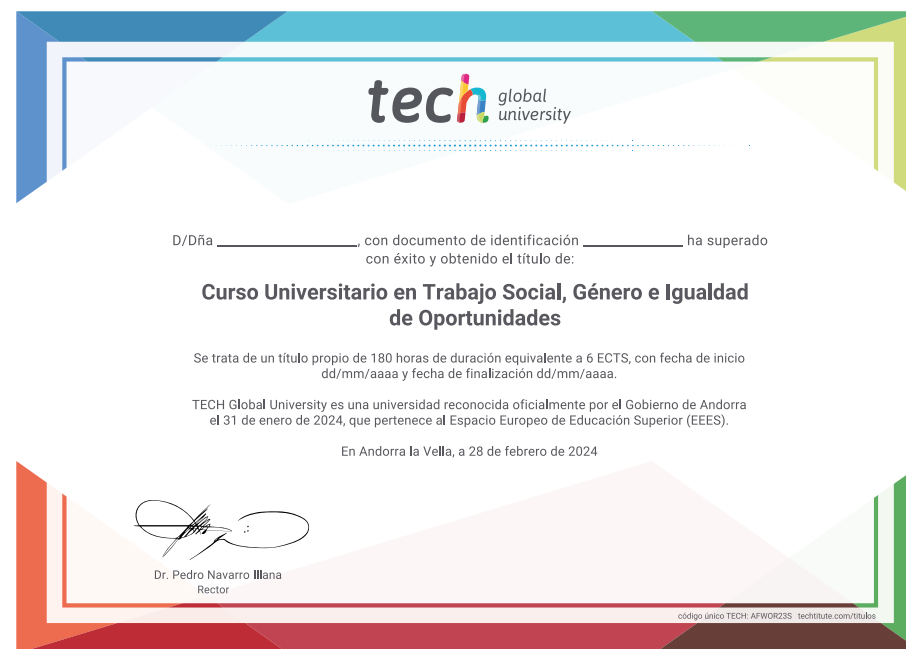 tech global university
D/Dña ____________________, con documento de identificación ______________ ha superado
con éxito y obtenido el título de:
Curso Universitario en Trabajo Social, Género e Igualdad
de Oportunidades
Se trata de un título propio de 180 horas de duración equivalente a 6 ECTS, con fecha de inicio
dd/mm/aaaa y fecha de finalización dd/mm/aaaa.
TECH Global University es una universidad reconocida oficialmente por el Gobierno de Andorra
el 31 de enero de 2024, que pertenece al Espacio Europeo de Educación Superior (EEES).
En Andorra la Vella, a 28 de febrero de 2024
Dr. Pedro Navarro Illana
Rector
código único TECH: AFWOR23S techtitute.com/titulos